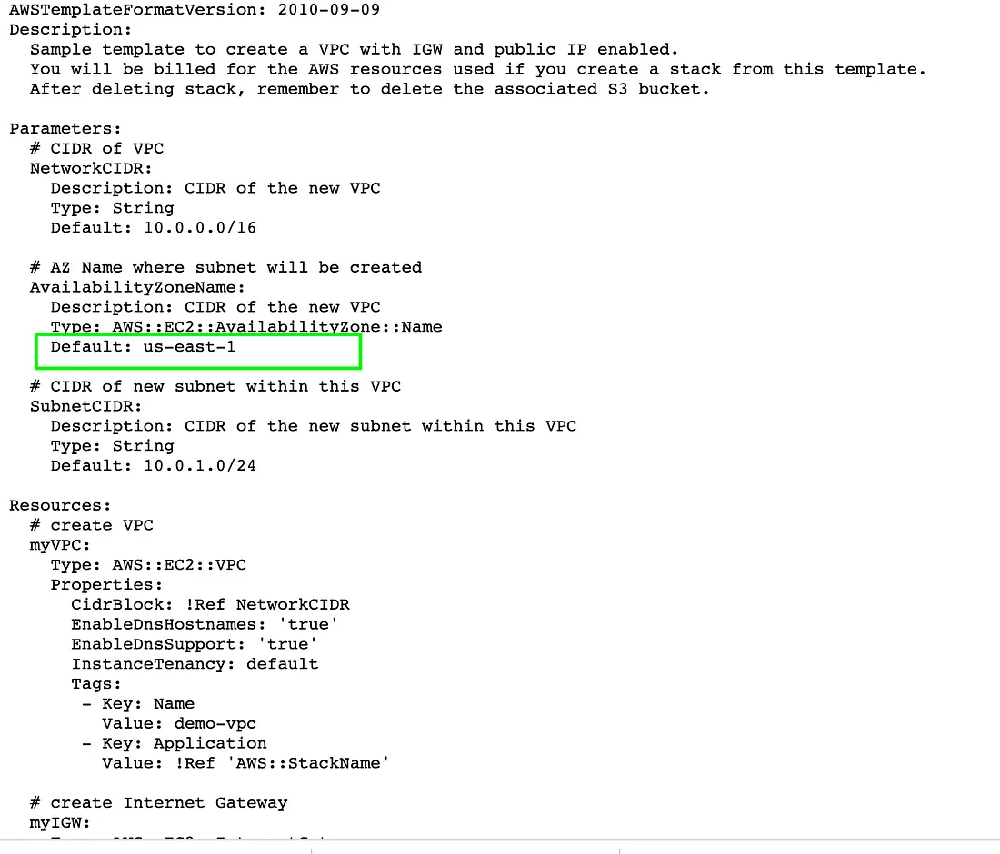 AWSTemplateFormatVersion: 2010-09-09
Description:
  Sample template to create a VPC with IGW and public IP enabled.
  You will be billed for the AWS resources used if you create a stack from this template.
  After deleting stack, remember to delete the associated S3 bucket.

Parameters:
  # CIDR of VPC
  NetworkCIDR:
    Description: CIDR of the new VPC
    Type: String
    Default: 10.0.0.0/16

  # AZ Name where subnet will be created
  AvailabilityZoneName:
    Description: CIDR of the new VPC
    Type: AWS::EC2::AvailabilityZone::Name
    Default: us-east-1

  # CIDR of new subnet within this VPC
  SubnetCIDR:
    Description: CIDR of the new subnet within this VPC
    Type: String
    Default: 10.0.1.0/24

Resources:
  # create VPC
  myVPC:
    Type: AWS::EC2::VPC
    Properties:
      CidrBlock: !Ref NetworkCIDR
      EnableDnsHostnames: 'true'
      EnableDnsSupport: 'true'
      InstanceTenancy: default
      Tags:
       - Key: Name
         Value: demo-vpc
       - Key: Application
         Value: !Ref 'AWS::StackName'

  # create Internet Gateway
  myIGW: